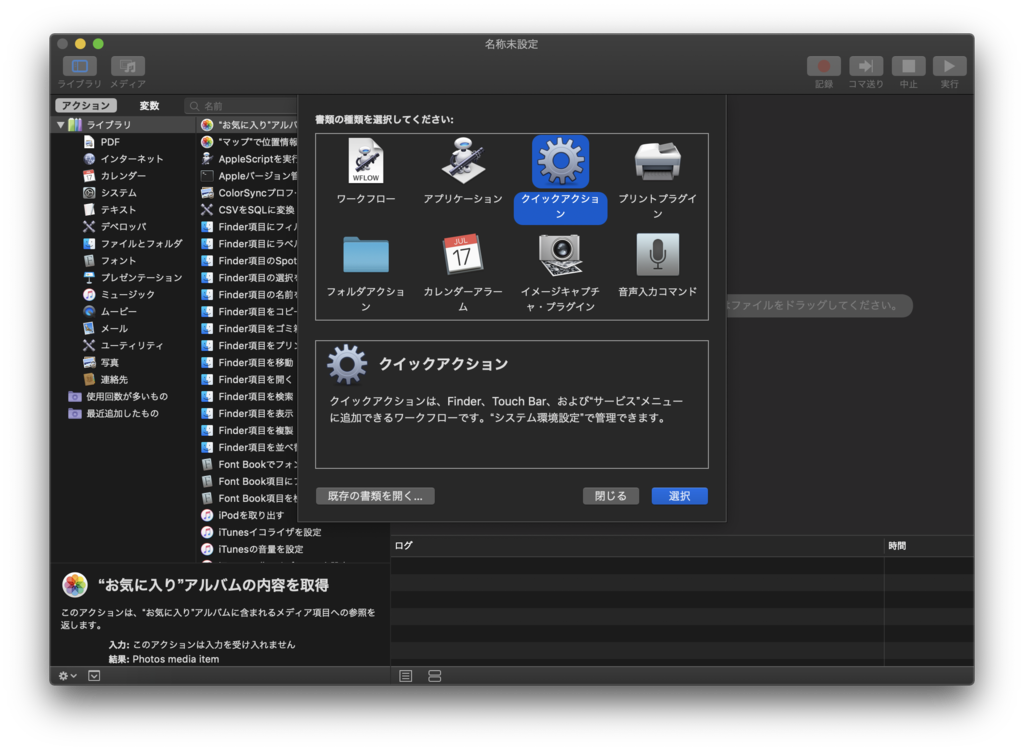 名称未設定
ライブラリ
メディア
記録
コマ送り
中止
実行
アクション
変数
名前
ライブラリ
PDF
インターネット
カレンダー
システム
テキスト
デベロッパ
ファイルとフォルダ
フォント
プレゼンテーション
ミュージック
ムービー
メール
ユーティリティ
写真
連絡先
使用回数が多いもの
最近追加したもの
"お気に入り"アルバ
"マップ"で位置情報
AppleScriptを実行
Appleバージョン管
ColorSyncプロフ
CSVをSQLに変換
Finder項目にフィル
Finder項目にラベル
Finder項目のSpot
Finder項目の選択を
Finder項目の名前を
Finder項目をコピー
Finder項目をゴミ箱
Finder項目をプリン
Finder項目を移動
Finder項目を開く
Finder項目を検索
Finder項目を表示
Finder項目を複製
Finder項目を並べ替
Font Bookでフォン
Font Book項目に
Font Book項目を検
iPodを取り出す
iTunesイコライザを設定
iTunesの音量を設定
書類の種類を選択してください:
WFLOW
ワークフロー
アプリケーション
クイックアクショ
ン
プリントプラグイ
ン
フォルダアクショ
ン
JUL
17
カレンダーアラー
ム
イメージキャプチ
ャ・プラグイン
音声入力コマンド
クイックアクション
クイックアクションは、Finder、Touch Bar、および"サービス"メニュー
に追加できるワークフローです。"システム環境設定"で管理できます。
既存の書類を開く...
閉じる
選択
ファイルをドラッグしてください。
ログ
時間
"お気に入り"アルバムの内容を取得
このアクションは、"お気に入り"アルバムに含まれるメディア項目への参照を
返します。
入力: このアクションは入力を受け入れません
結果: Photos media item